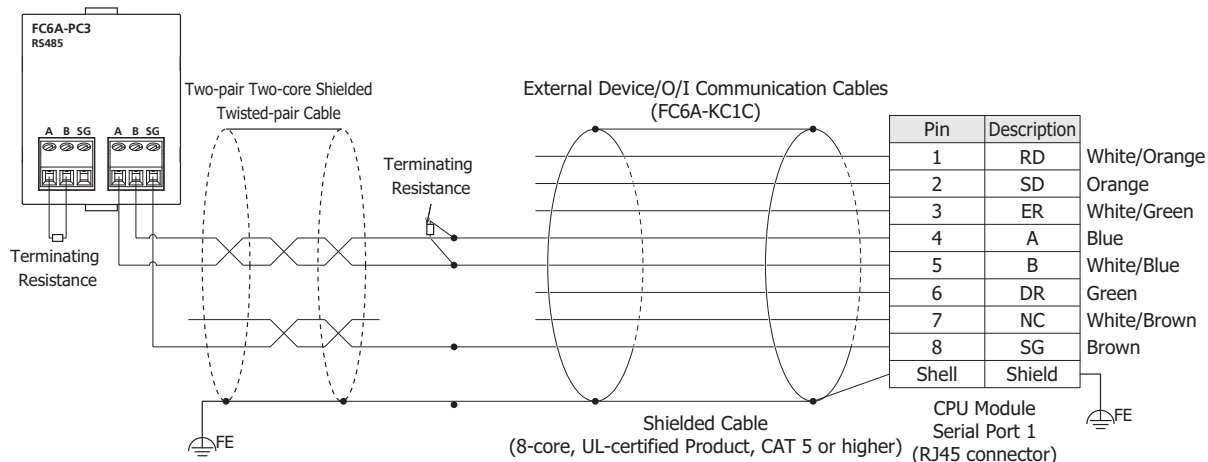 FC6A-PC3
RS485
A B SG A B SG
Terminating
Resistance
Two-pair Two-core Shielded
Twisted-pair Cable
Terminating
Resistance
External Device/O/I Communication Cables
(FC6A-KC1C)
Pin Description
1 RD White/Orange
2 SD Orange
3 ER White/Green
4 A Blue
5 B White/Blue
6 DR Green
7 NC White/Brown
8 SG Brown
Shell Shield
FE
FE
Shielded Cable
(8-core, UL-certified Product, CAT 5 or higher)
CPU Module
Serial Port 1
(RJ45 connector)